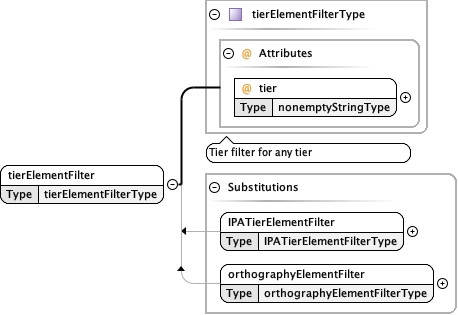 tierElementFilterType
@ Attributes
@ tier
Type nonemptyStringType
Tier filter for any tier
tierElementFilter
Type tierElementFilterType
Substitutions
IPATierElementFilter
Type IPATierElementFilterType
orthographyElementFilter
Type orthographyElementFilterType